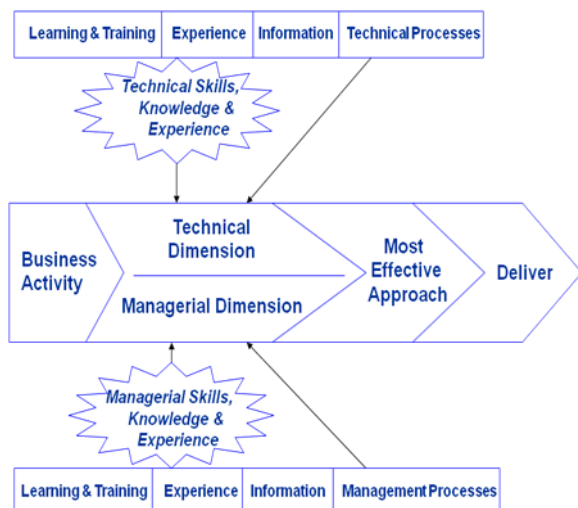 Learning & Training Experience Information Technical Processes
Technical Skills,
Knowledge &
Experience
Business
Activity
Technical
Dimension
Managerial Dimension
Most
Effective
Approach
Deliver
Managerial Skills,
Knowledge &
Experience
Learning & Training Experience Information Management Processes